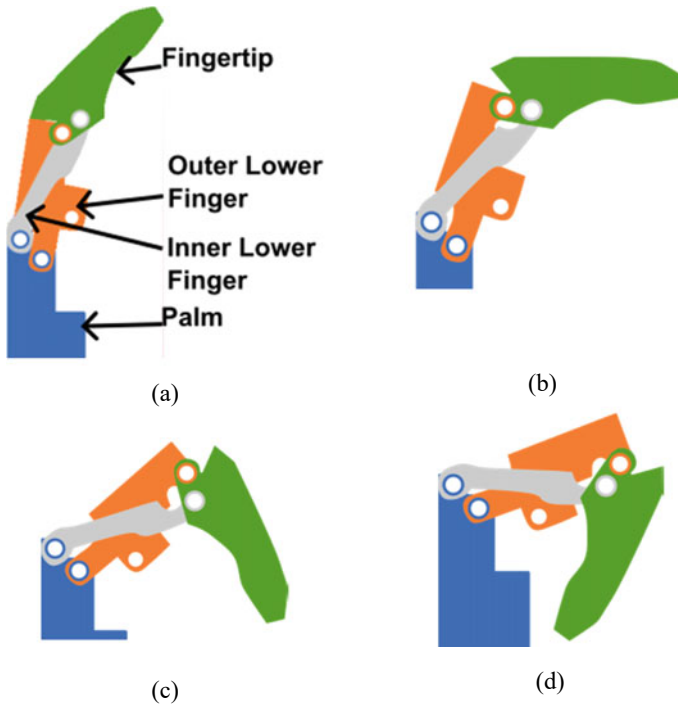 Fingertip
Outer Lower
Finger
Inner Lower
Finger
Palm
(a)
(b)
(c)
(d)